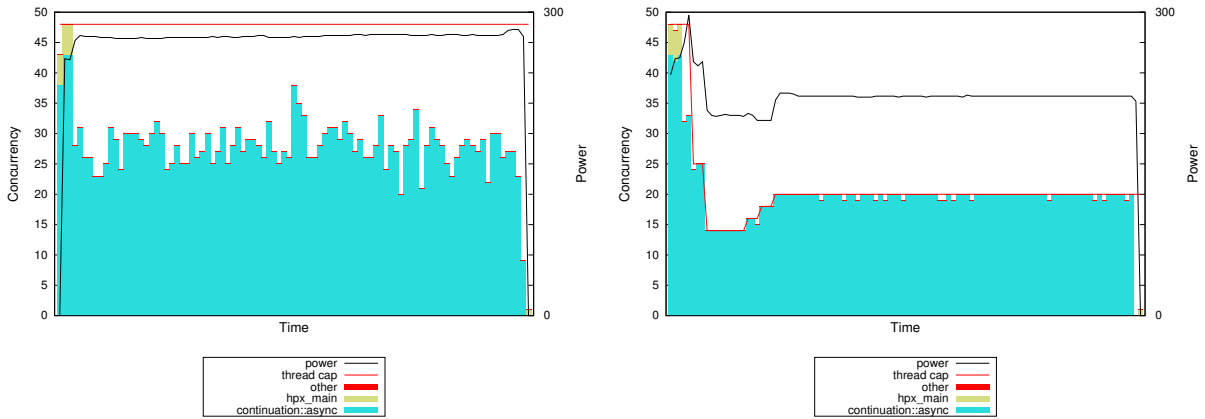 50
45
40
35
30
25
20
15
10
5
0
Concurrency
300
0
Power
Time
power
thread cap
other
hpx_main
continuation::async
50
45
40
35
30
25
20
15
10
5
0
Concurrency
300
0
Power
Time
power
thread cap
other
hpx_main
continuation::async